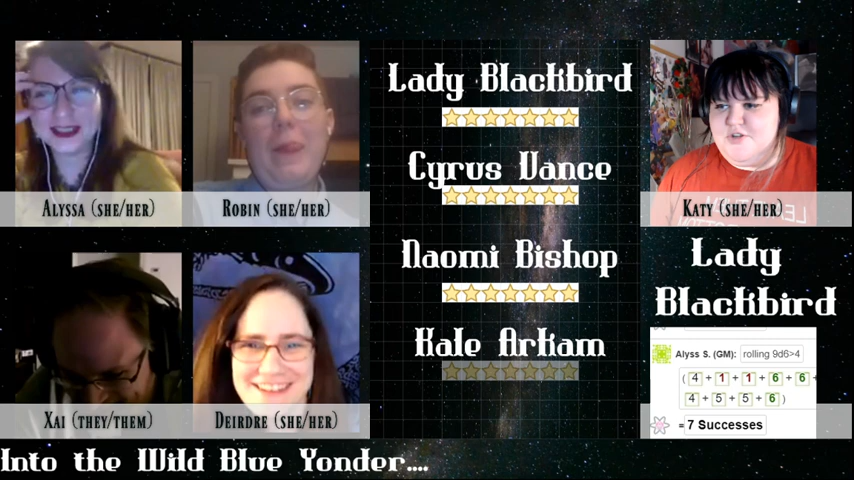 Lady Blackbird
Cyrus Vance
Naomi Bishop
Kale Arkam
ALYSSA (SHE/HER)
ROBIN (SHE/HER)
KATY (SHE/HER)
XAI (THEY/THEM)
DEIRDRE (SHE/HER)
Lady
Blackbird
Alyss S. (GM): rolling 9d6>4
( 4 + 1 + 1 + 6 + 6 +
4 + 5 + 5 + 6 )
= 7 Successes
Into the Wild Blue Yonder....